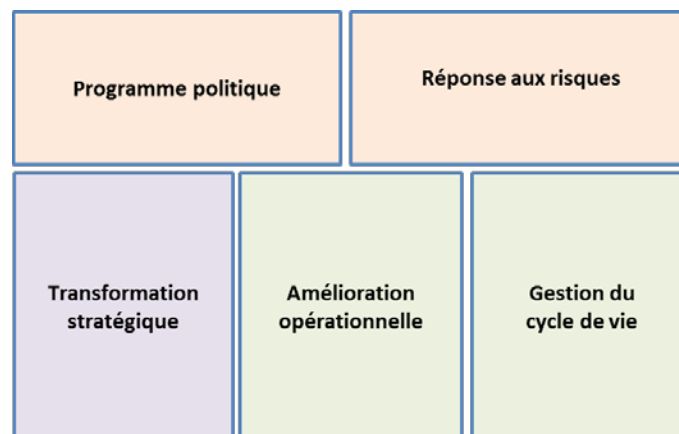 Programme politique
Réponse aux risques
Transformation
stratégique
Amélioration
opérationnelle
Gestion du
cycle de vie